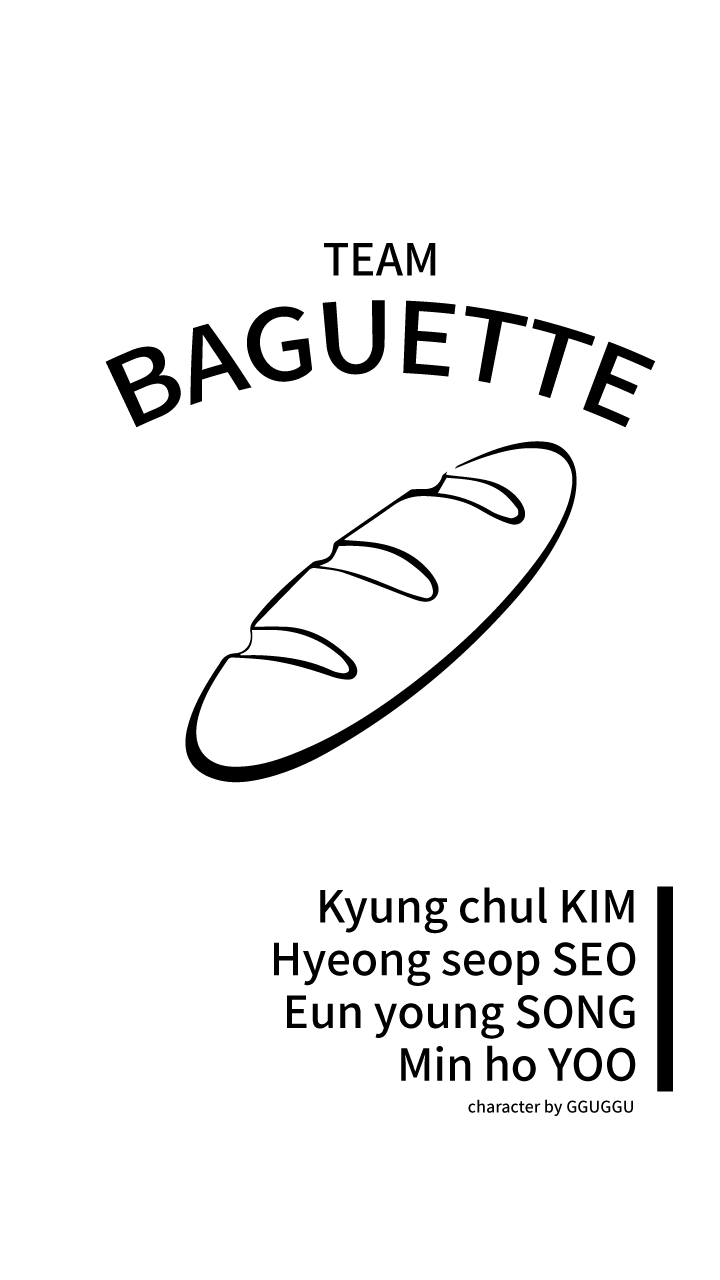 TEAM
BAGUETTE
Kyung chul KIM
Hyeong seop SEO
Eun young SONG
Min ho YOO
character by GGUGGU